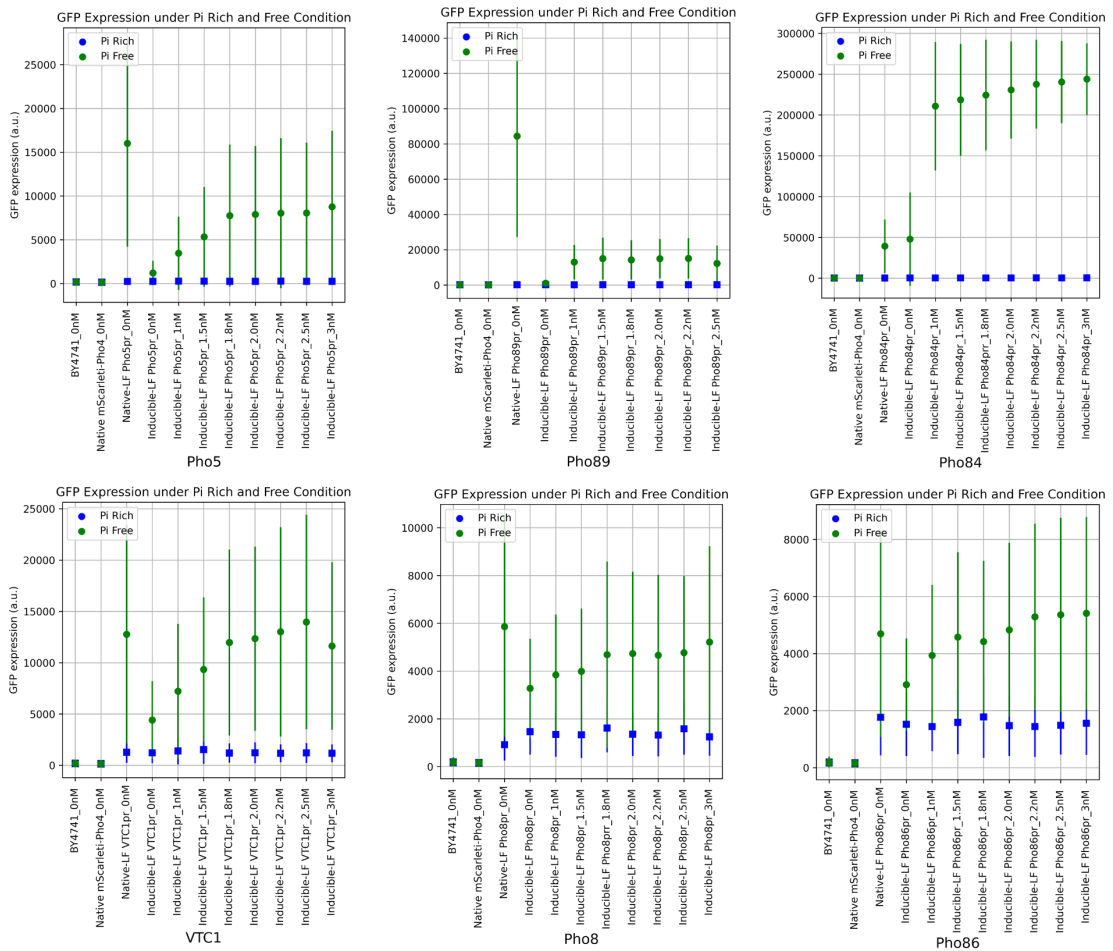 GFP Expression under Pi Rich and Free Condition
Pi Rich
Pi Free
GFP expression (a.u.)
25000
20000
15000
10000
5000
0
BY4741_0nM
Native mScarleti-Pho4_0nM
Native-LF Pho5pr_0nM
Inducible-LF Pho5pr_0nM
Inducible-LF Pho5pr_1nM
Inducible-LF Pho5pr_1.5nM
Inducible-LF Pho5pr_1.8nM
Inducible-LF Pho5pr_2.0nM
Inducible-LF Pho5pr_2.2nM
Inducible-LF Pho5pr_2.5nM
Inducible-LF Pho5pr_3nM
Pho5
GFP Expression under Pi Rich and Free Condition
Pi Rich
Pi Free
GFP expression (a.u.)
140000
120000
100000
80000
60000
40000
20000
0
BY4741_0nM
Native mScarleti-Pho4_0nM
Native-LF Pho89pr_0nM
Inducible-LF Pho89pr_0nM
Inducible-LF Pho89pr_1nM
Inducible-LF Pho89pr_1.5nM
Inducible-LF Pho89pr_1.8nM
Inducible-LF Pho89pr_2.0nM
Inducible-LF Pho89pr_2.2nM
Inducible-LF Pho89pr_2.5nM
Pho89
GFP Expression under Pi Rich and Free Condition
Pi Rich
Pi Free
GFP expression (a.u.)
300000
250000
200000
150000
100000
50000
0
BY4741_0nM
Native mScarleti-Pho4_0nM
Native-LF Pho84pr_0nM
Inducible-LF Pho84pr_0nM
Inducible-LF Pho84pr_1nM
Inducible-LF Pho84pr_1.5nM
Inducible-LF Pho84pr_1.8nM
Inducible-LF Pho84pr_2.0nM
Inducible-LF Pho84pr_2.2nM
Inducible-LF Pho84pr_2.5nM
Inducible-LF Pho84pr_3nM
Pho84
GFP Expression under Pi Rich and Free Condition
Pi Rich
Pi Free
GFP expression (a.u.)
25000
20000
15000
10000
5000
0
BY4741_0nM
Native mScarleti-Pho4_0nM
Native-LF VTC1pr_0nM
Inducible-LF VTC1pr_0nM
Inducible-LF VTC1pr_1nM
Inducible-LF VTC1pr_1.5nM
Inducible-LF VTC1pr_1.8nM
Inducible-LF VTC1pr_2.0nM
Inducible-LF VTC1pr_2.2nM
Inducible-LF VTC1pr_2.5nM
Inducible-LF VTC1pr_3nM
VTC1
GFP Expression under Pi Rich and Free Condition
Pi Rich
Pi Free
GFP expression (a.u.)
10000
8000
6000
4000
2000
0
BY4741_0nM
Native mScarleti-Pho4_0nM
Native-LF Pho8pr_0nM
Inducible-LF Pho8pr_0nM
Inducible-LF Pho8pr_1nM
Inducible-LF Pho8pr_1.5nM
Inducible-LF Pho8pr_1.8nM
Inducible-LF Pho8pr_2.0nM
Inducible-LF Pho8pr_2.2nM
Inducible-LF Pho8pr_2.5nM
Inducible-LF Pho8pr_3nM
Pho8
GFP Expression under Pi Rich and Free Condition
Pi Rich
Pi Free
GFP expression (a.u.)
8000
6000
4000
2000
0
BY4741_0nM
Native mScarleti-Pho4_0nM
Native-LF Pho86pr_0nM
Inducible-LF Pho86pr_0nM
Inducible-LF Pho86pr_1nM
Inducible-LF Pho86pr_1.5nM
Inducible-LF Pho86pr_1.8nM
Inducible-LF Pho86pr_2.0nM
Inducible-LF Pho86pr_2.2nM
Inducible-LF Pho86pr_2.5nM
Inducible-LF Pho86pr_3nM
Pho86